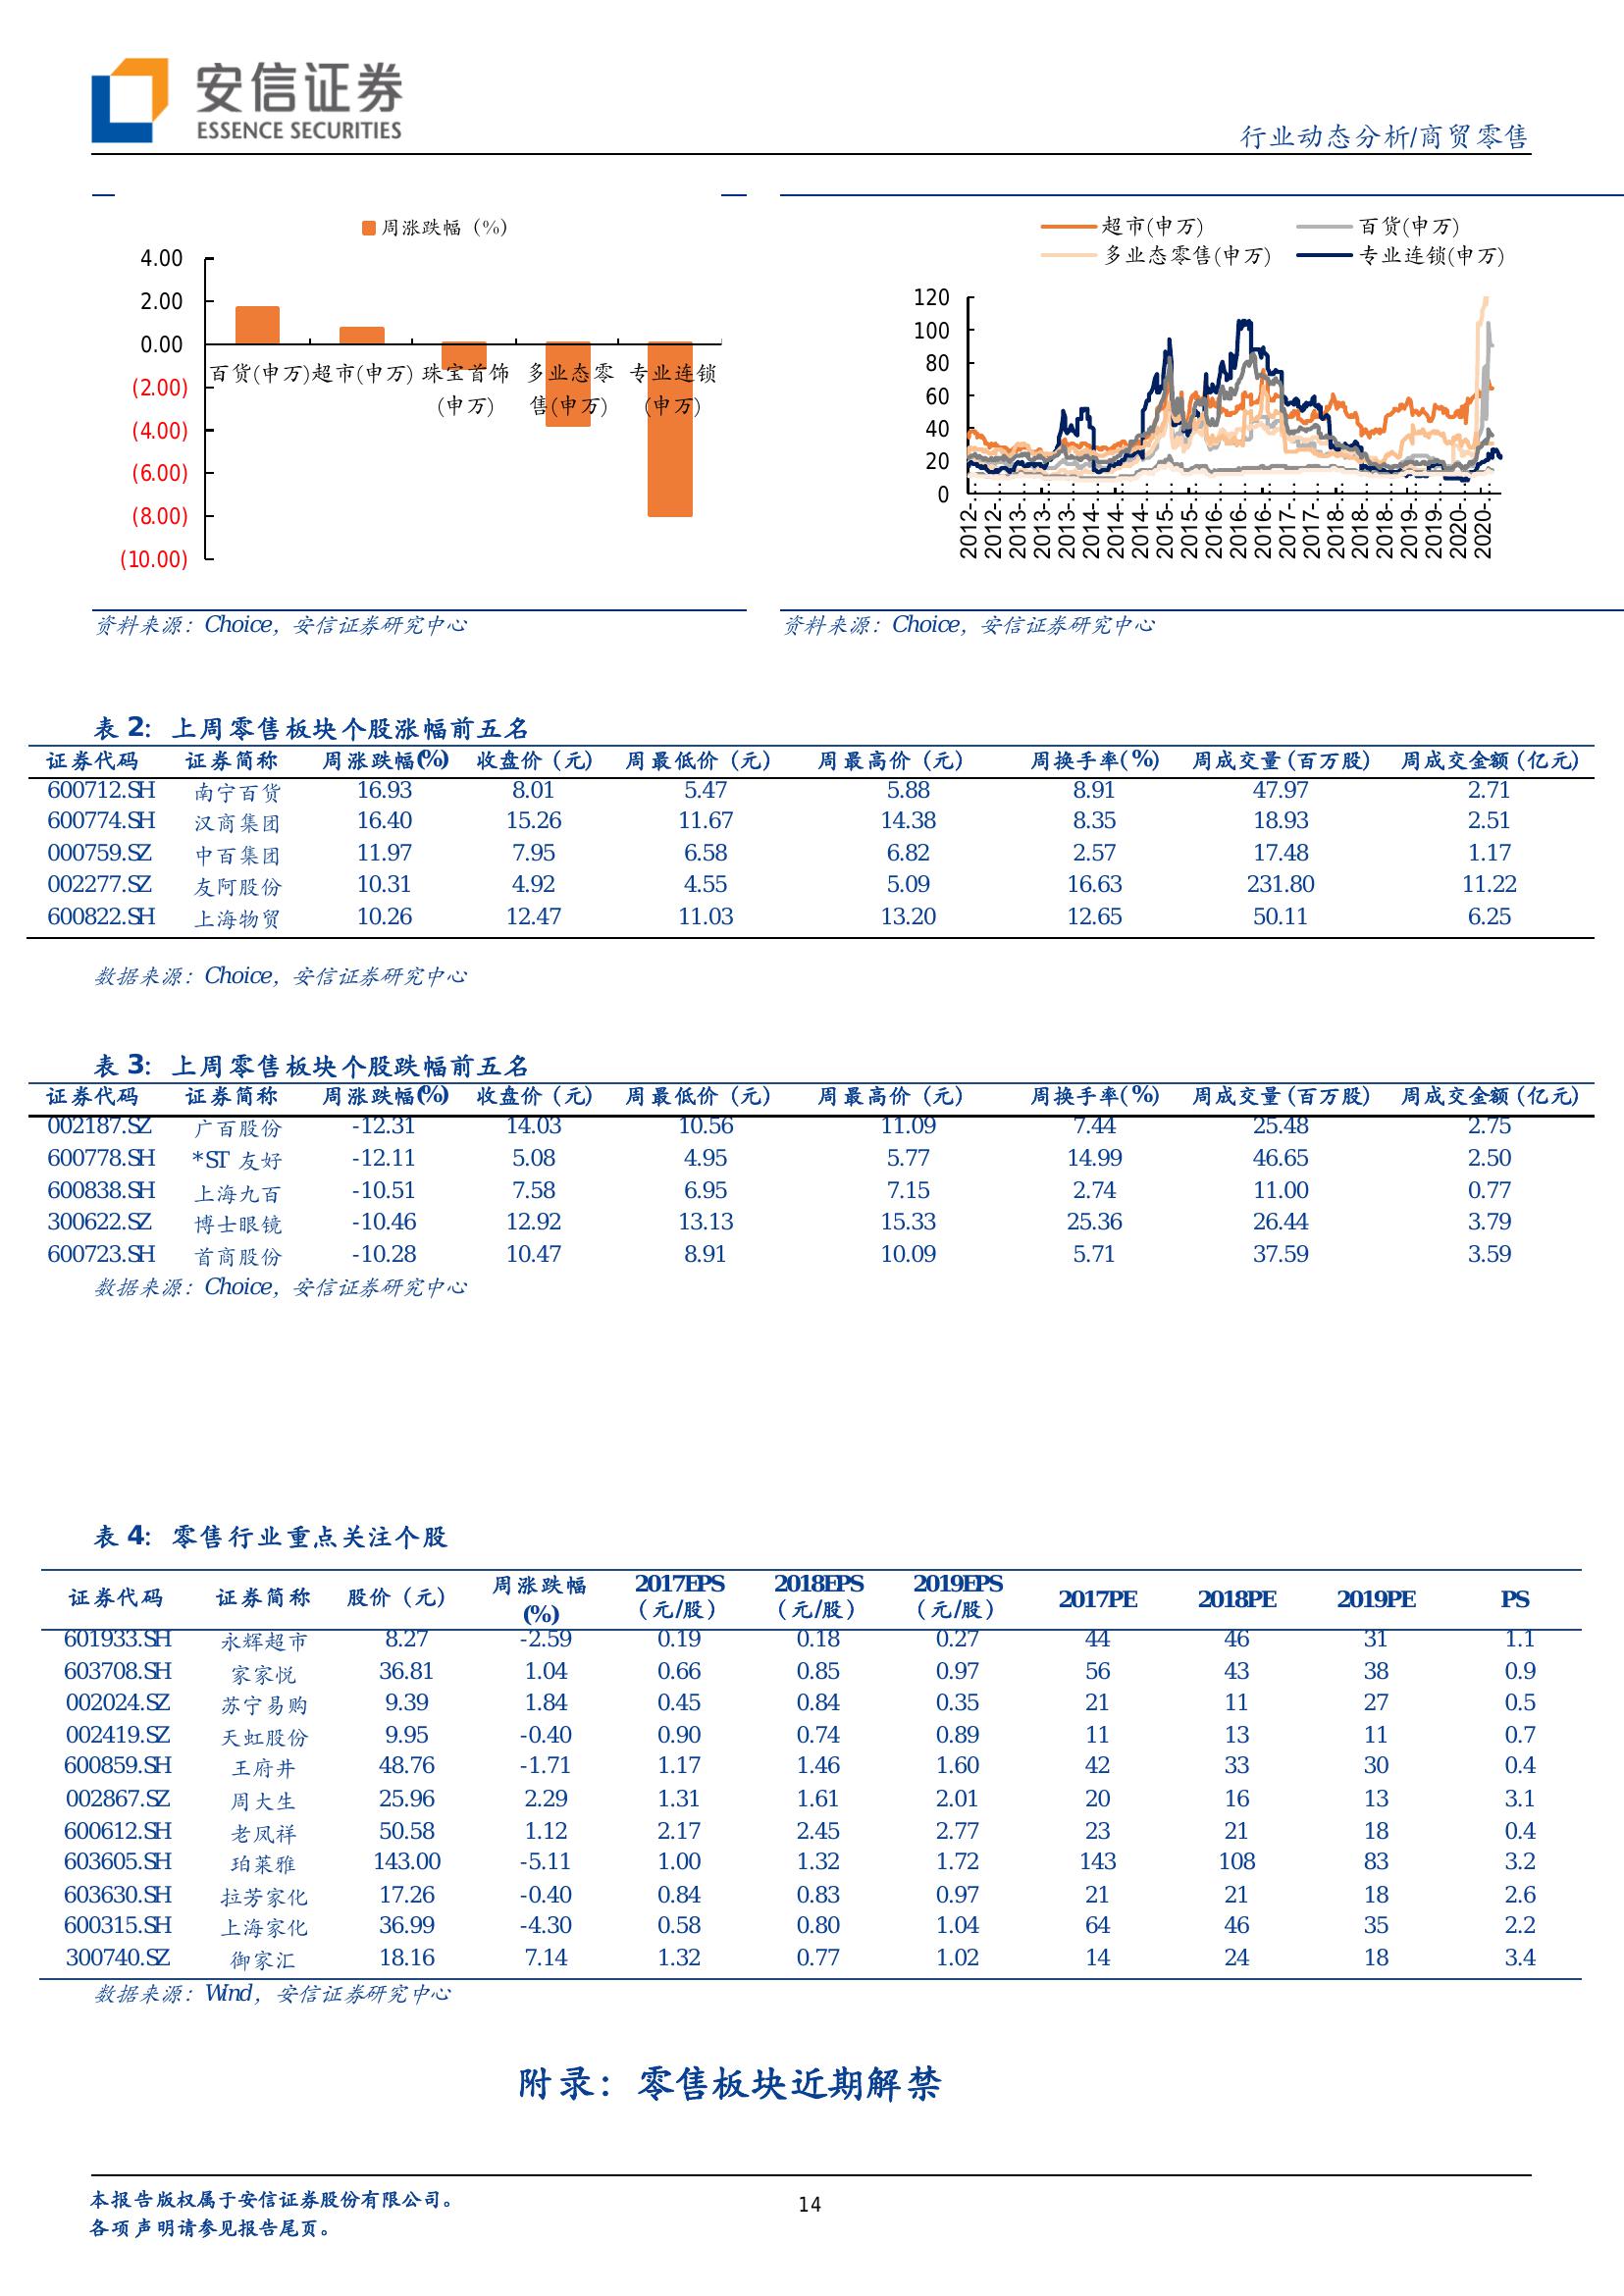 安信证券
ESSENCE SECURITIES
行业动态分析/商贸零售
周涨跌幅（%）
4.00
2.00
0.00
(2.00)
(4.00)
(6.00)
(8.00)
(10.00)
百货(申万) 超市(申万) 珠宝首饰(申万) 多业态零售(申万) 专业连锁(申万)
超市(申万) 百货(申万)
多业态零售(申万) 专业连锁(申万)
120
100
80
60
40
20
0
2012-.. 2012-.. 2013-.. 2013-.. 2013-.. 2014-.. 2014-.. 2014-.. 2015-.. 2015-.. 2016-.. 2016-.. 2016-.. 2017-.. 2017-.. 2018-.. 2018-.. 2018-.. 2019-.. 2019-.. 2020-.. 2020-..
资料来源：Choice，安信证券研究中心
资料来源：Choice，安信证券研究中心
表 2：上周零售板块个股涨幅前五名
证券代码 证券简称 周涨跌幅(%) 收盘价（元） 周最低价（元） 周最高价（元） 周换手率(%) 周成交量(百万股) 周成交金额(亿元)
600712.SH 南宁百货 16.93 8.01 5.47 5.88 8.91 47.97 2.71
600774.SH 汉商集团 16.40 15.26 11.67 14.38 8.35 18.93 2.51
000759.SZ 中百集团 11.97 7.95 6.58 6.82 2.57 17.48 1.17
002277.SZ 友阿股份 10.31 4.92 4.55 5.09 16.63 231.80 11.22
600822.SH 上海物贸 10.26 12.47 11.03 13.20 12.65 50.11 6.25
数据来源：Choice，安信证券研究中心
表 3：上周零售板块个股跌幅前五名
证券代码 证券简称 周涨跌幅(%) 收盘价（元） 周最低价（元） 周最高价（元） 周换手率(%) 周成交量(百万股) 周成交金额(亿元)
002187.SZ 广百股份 -12.31 14.03 10.56 11.09 7.44 25.48 2.75
600778.SH *ST 友好 -12.11 5.08 4.95 5.77 14.99 46.65 2.50
600838.SH 上海九百 -10.51 7.58 6.95 7.15 2.74 11.00 0.77
300622.SZ 博士眼镜 -10.46 12.92 13.13 15.33 25.36 26.44 3.79
600723.SH 首商股份 -10.28 10.47 8.91 10.09 5.71 37.59 3.59
数据来源：Choice，安信证券研究中心
表 4：零售行业重点关注个股
证券代码 证券简称 股价（元） 周涨跌幅(%) 2017EPS（元/股） 2018EPS（元/股） 2019EPS（元/股） 2017PE 2018PE 2019PE PS
601933.SH 永辉超市 8.27 -2.59 0.19 0.18 0.27 44 46 31 1.1
603708.SH 家家悦 36.81 1.04 0.66 0.85 0.97 56 43 38 0.9
002024.SZ 苏宁易购 9.39 1.84 0.45 0.84 0.35 21 11 27 0.5
002419.SZ 天虹股份 9.95 -0.40 0.90 0.74 0.89 11 13 11 0.7
600859.SH 王府井 48.76 -1.71 1.17 1.46 1.60 42 33 30 0.4
002867.SZ 周大生 25.96 2.29 1.31 1.61 2.01 20 16 13 3.1
600612.SH 老凤祥 50.58 1.12 2.17 2.45 2.77 23 21 18 0.4
603605.SH 珀莱雅 143.00 -5.11 1.00 1.32 1.72 143 108 83 3.2
603630.SH 拉芳家化 17.26 -0.40 0.84 0.83 0.97 21 21 18 2.6
600315.SH 上海家化 36.99 -4.30 0.58 0.80 1.04 64 46 35 2.2
300740.SZ 御家汇 18.16 7.14 1.32 0.77 1.02 14 24 18 3.4
数据来源：Wind，安信证券研究中心
附录：零售板块近期解禁
本报告版权属于安信证券股份有限公司。
各项声明请参见报告尾页。
14